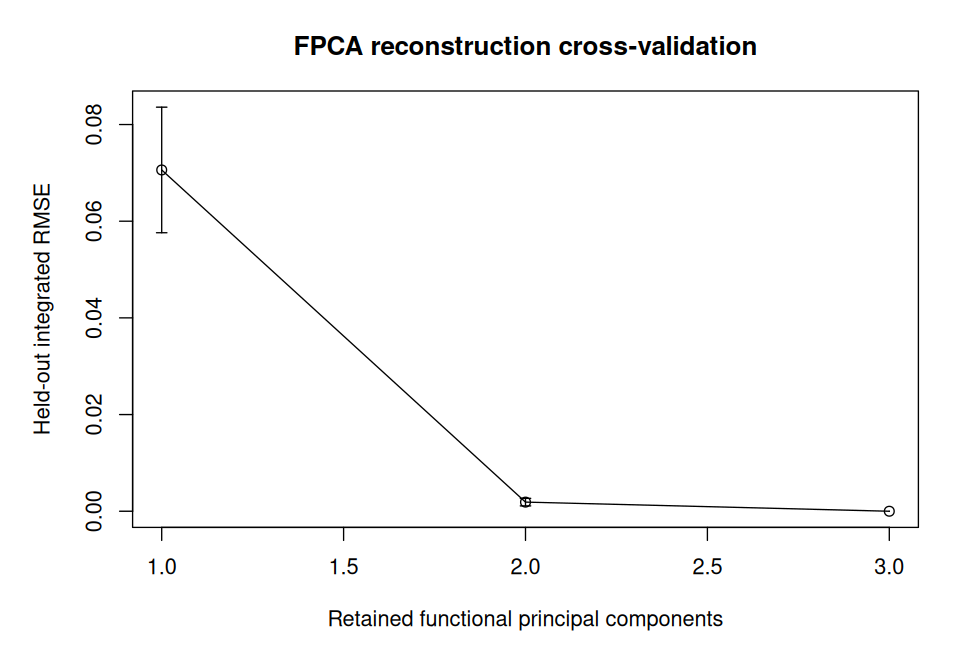 FPCA reconstruction cross-validation
Held-out integrated RMSE
0.08
0.06
0.04
0.02
0.00
1.0 1.5 2.0 2.5 3.0
Retained functional principal components